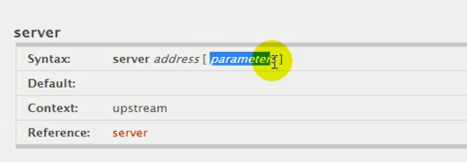 server
Syntax: server address [ parameters ]
Default:
Context: upstream
Reference: server